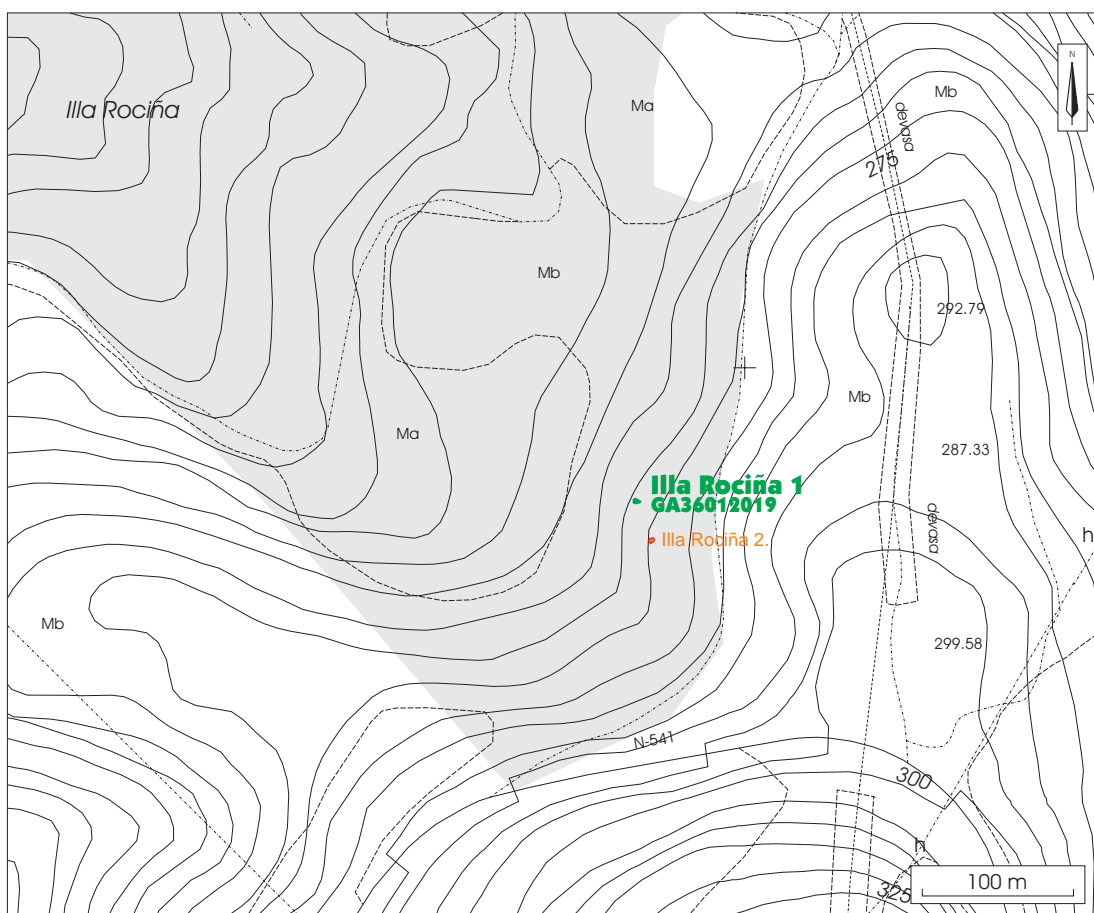 N
Mb
devasa
Illa Rociña
Ma
275
Mb
292.79
Mb
Ma
287.33
Illa Rociña 1
GA36012019
devasa
h
Illa Rociña 2.
Mb
299.58
N-541
300
h
100 m
325